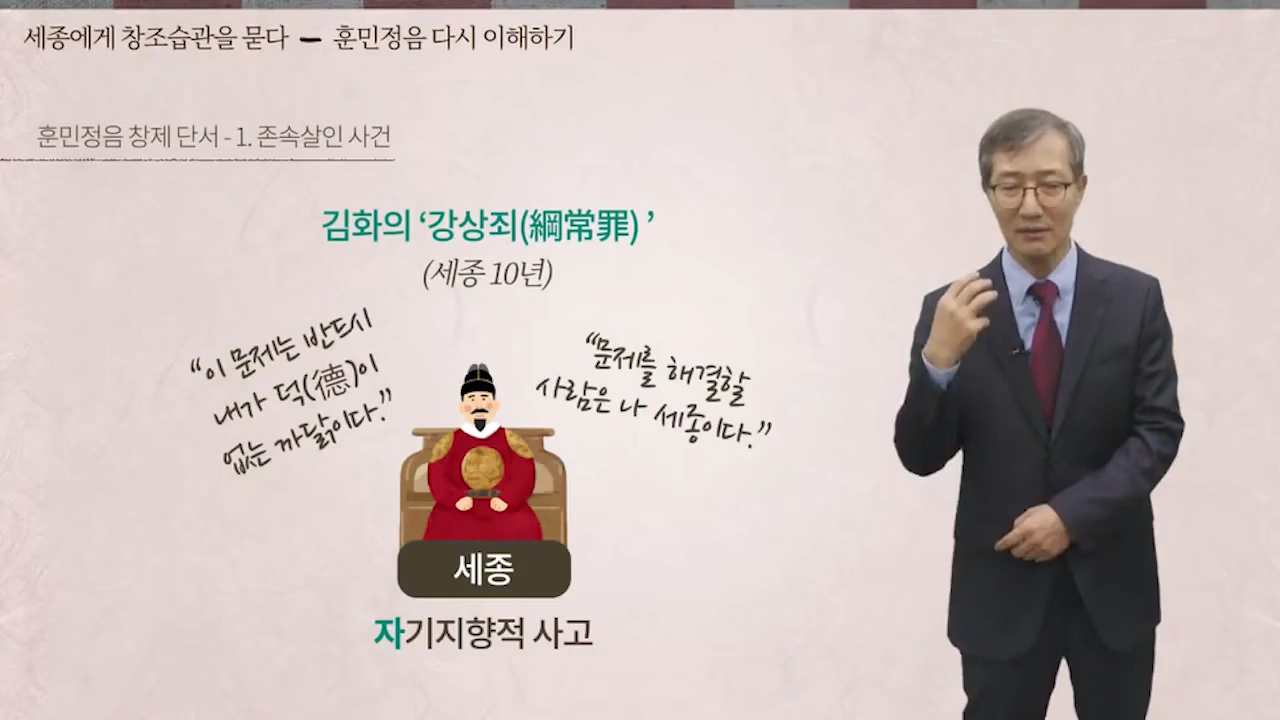 세종에게 창조습관을 묻다 — 훈민정음 다시 이해하기
훈민정음 창제 단서 - 1. 존속살인 사건
김화의 ‘강상죄(綱常罪) ’
(세종 10년)
“이 문제는 반드시
내가 덕(德)이
없는 까닭이다.”
“문제를 해결할
사람은 나 세종이다.”
세종
자기지향적 사고